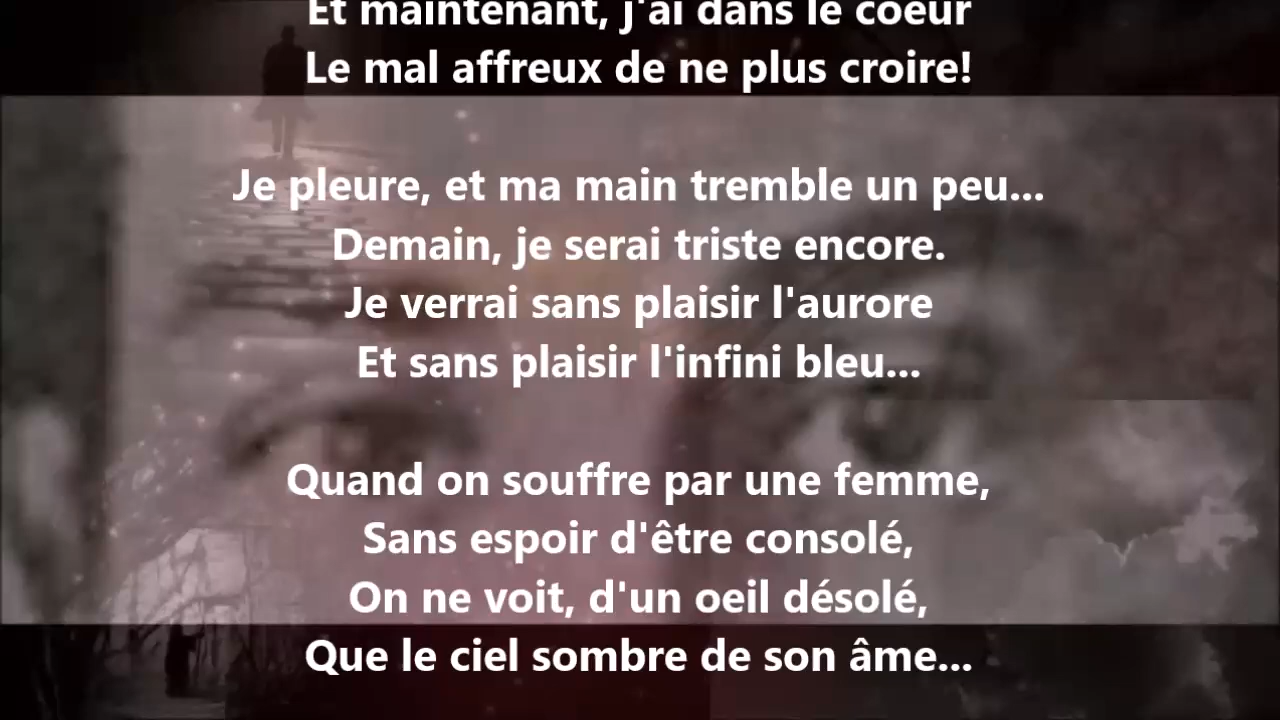 Et maintenant, j'ai dans le coeur
Le mal affreux de ne plus croire!
Je pleure, et ma main tremble un peu...
Demain, je serai triste encore.
Je verrai sans plaisir l'aurore
Et sans plaisir l'infini bleu...
Quand on souffre par une femme,
Sans espoir d'être consolé,
On ne voit, d'un oeil désolé,
Que le ciel sombre de son âme...